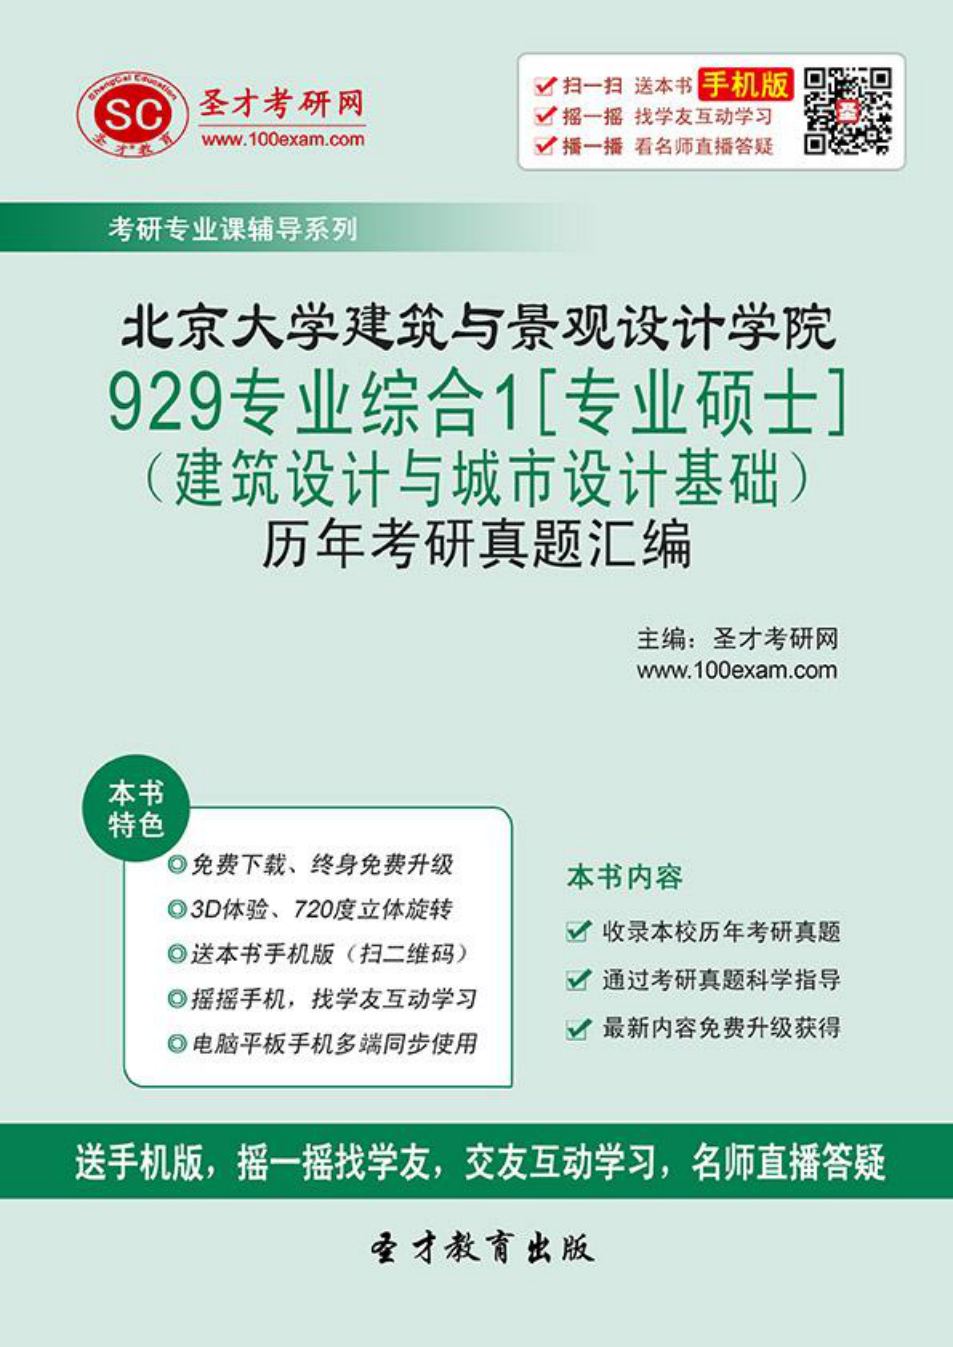 ShengCai Education
SC
圣才教育
圣才考研网
www.100exam.com
扫一扫 送本书 手机版
摇一摇 找学友互动学习
播一播 看名师直播答疑
圣
考研专业课辅导系列
北京大学建筑与景观设计学院
929专业综合1[专业硕士]
（建筑设计与城市设计基础）
历年考研真题汇编
主编：圣才考研网
www.100exam.com
本书
特色
◎免费下载、终身免费升级
◎3D体验、720度立体旋转
◎送本书手机版（扫二维码）
◎摇摇手机，找学友互动学习
◎电脑平板手机多端同步使用
本书内容
收录本校历年考研真题
通过考研真题科学指导
最新内容免费升级获得
送手机版，摇一摇找学友，交友互动学习，名师直播答疑
圣才教育出版